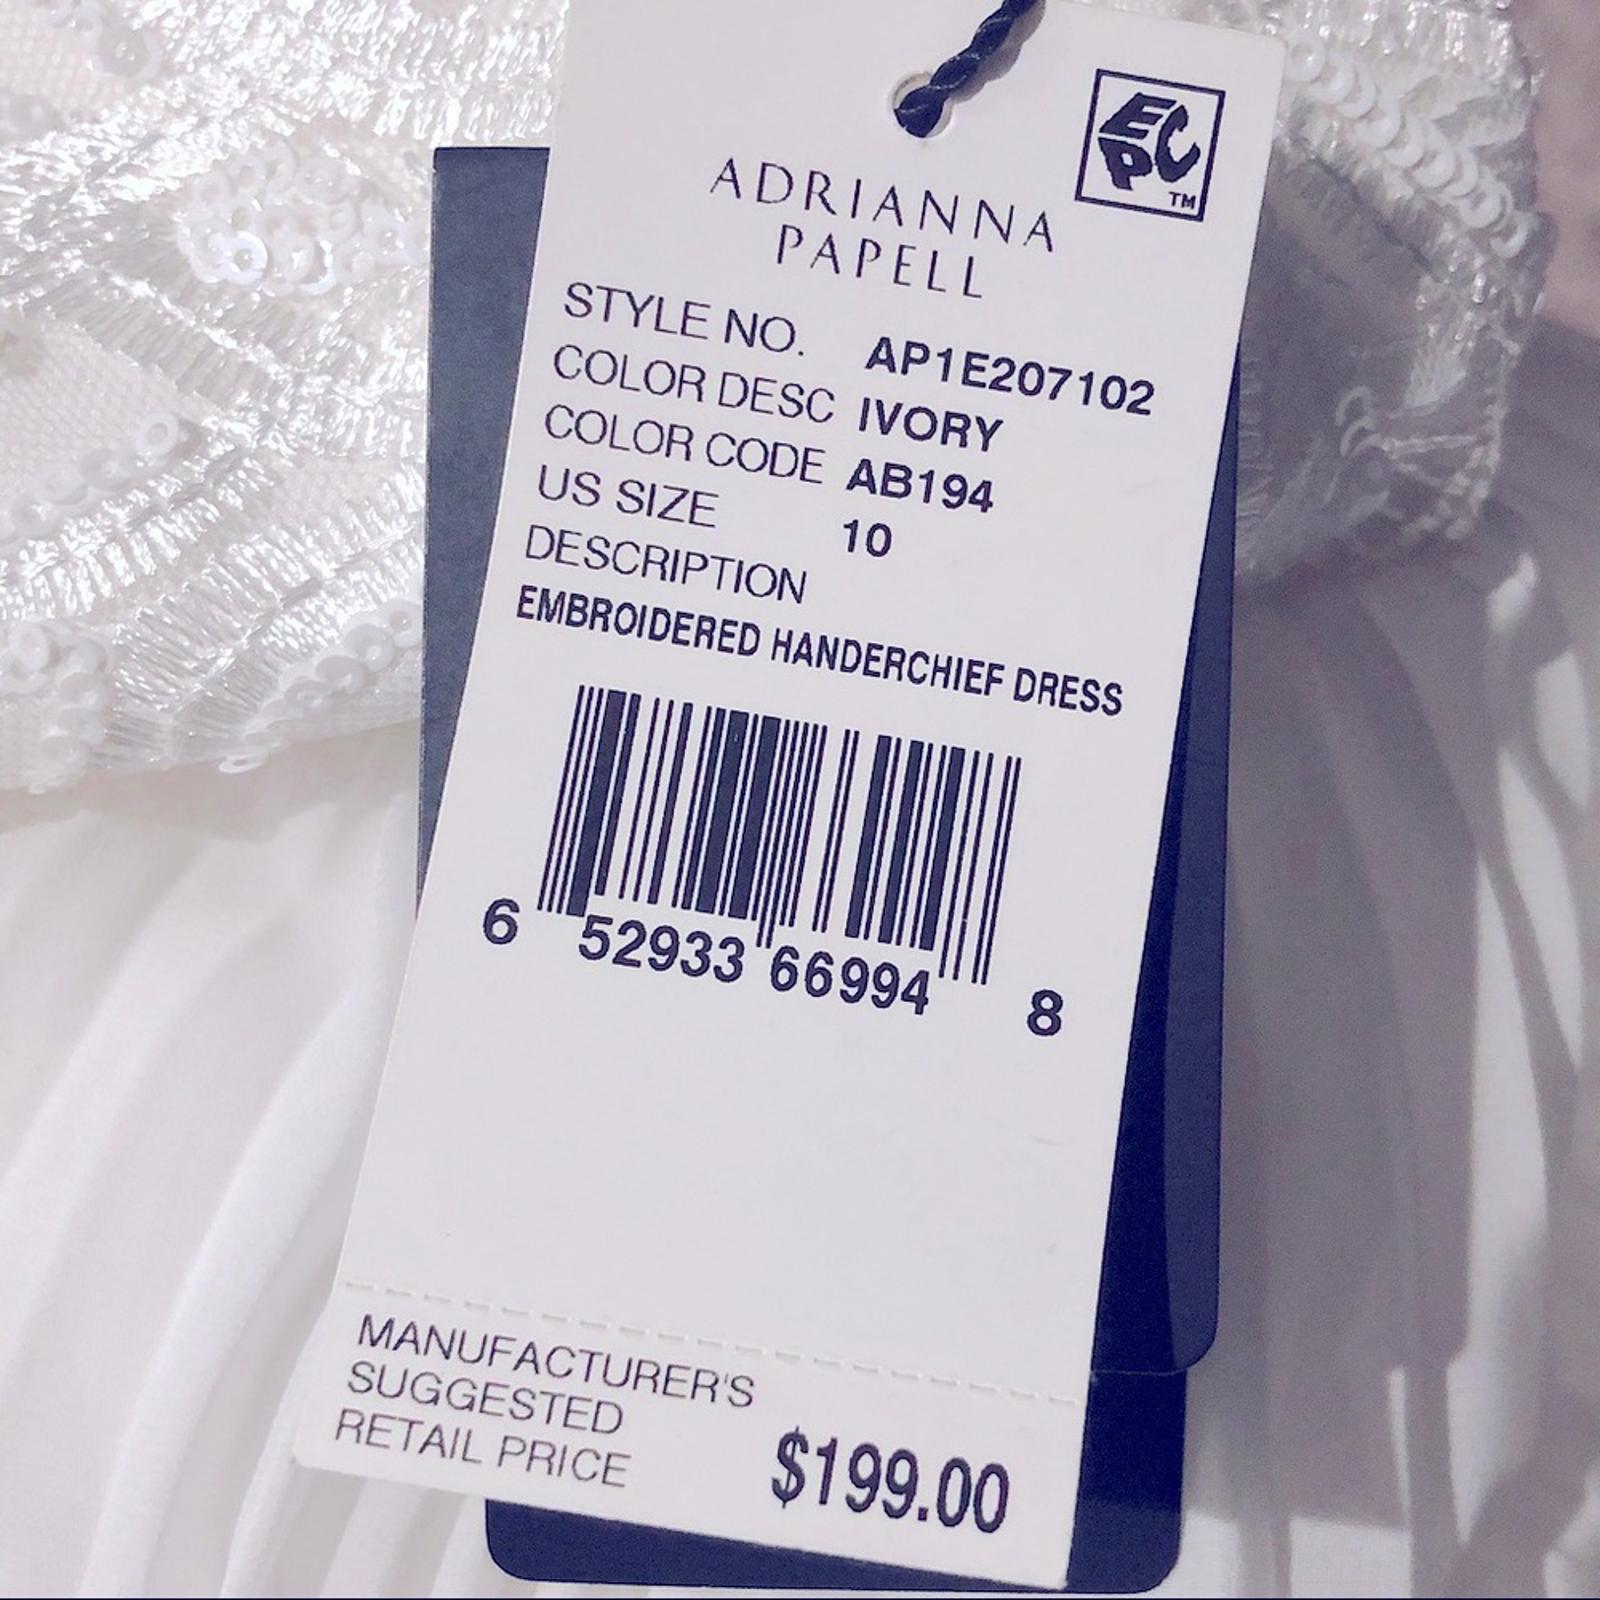 EPC TM
ADRIANNA
PAPELL
STYLE NO. AP1E207102
COLOR DESC IVORY
COLOR CODE AB194
US SIZE 10
DESCRIPTION
EMBROIDERED HANDERCHIEF DRESS
6 52933 66994 8
MANUFACTURER'S
SUGGESTED
RETAIL PRICE $199.00